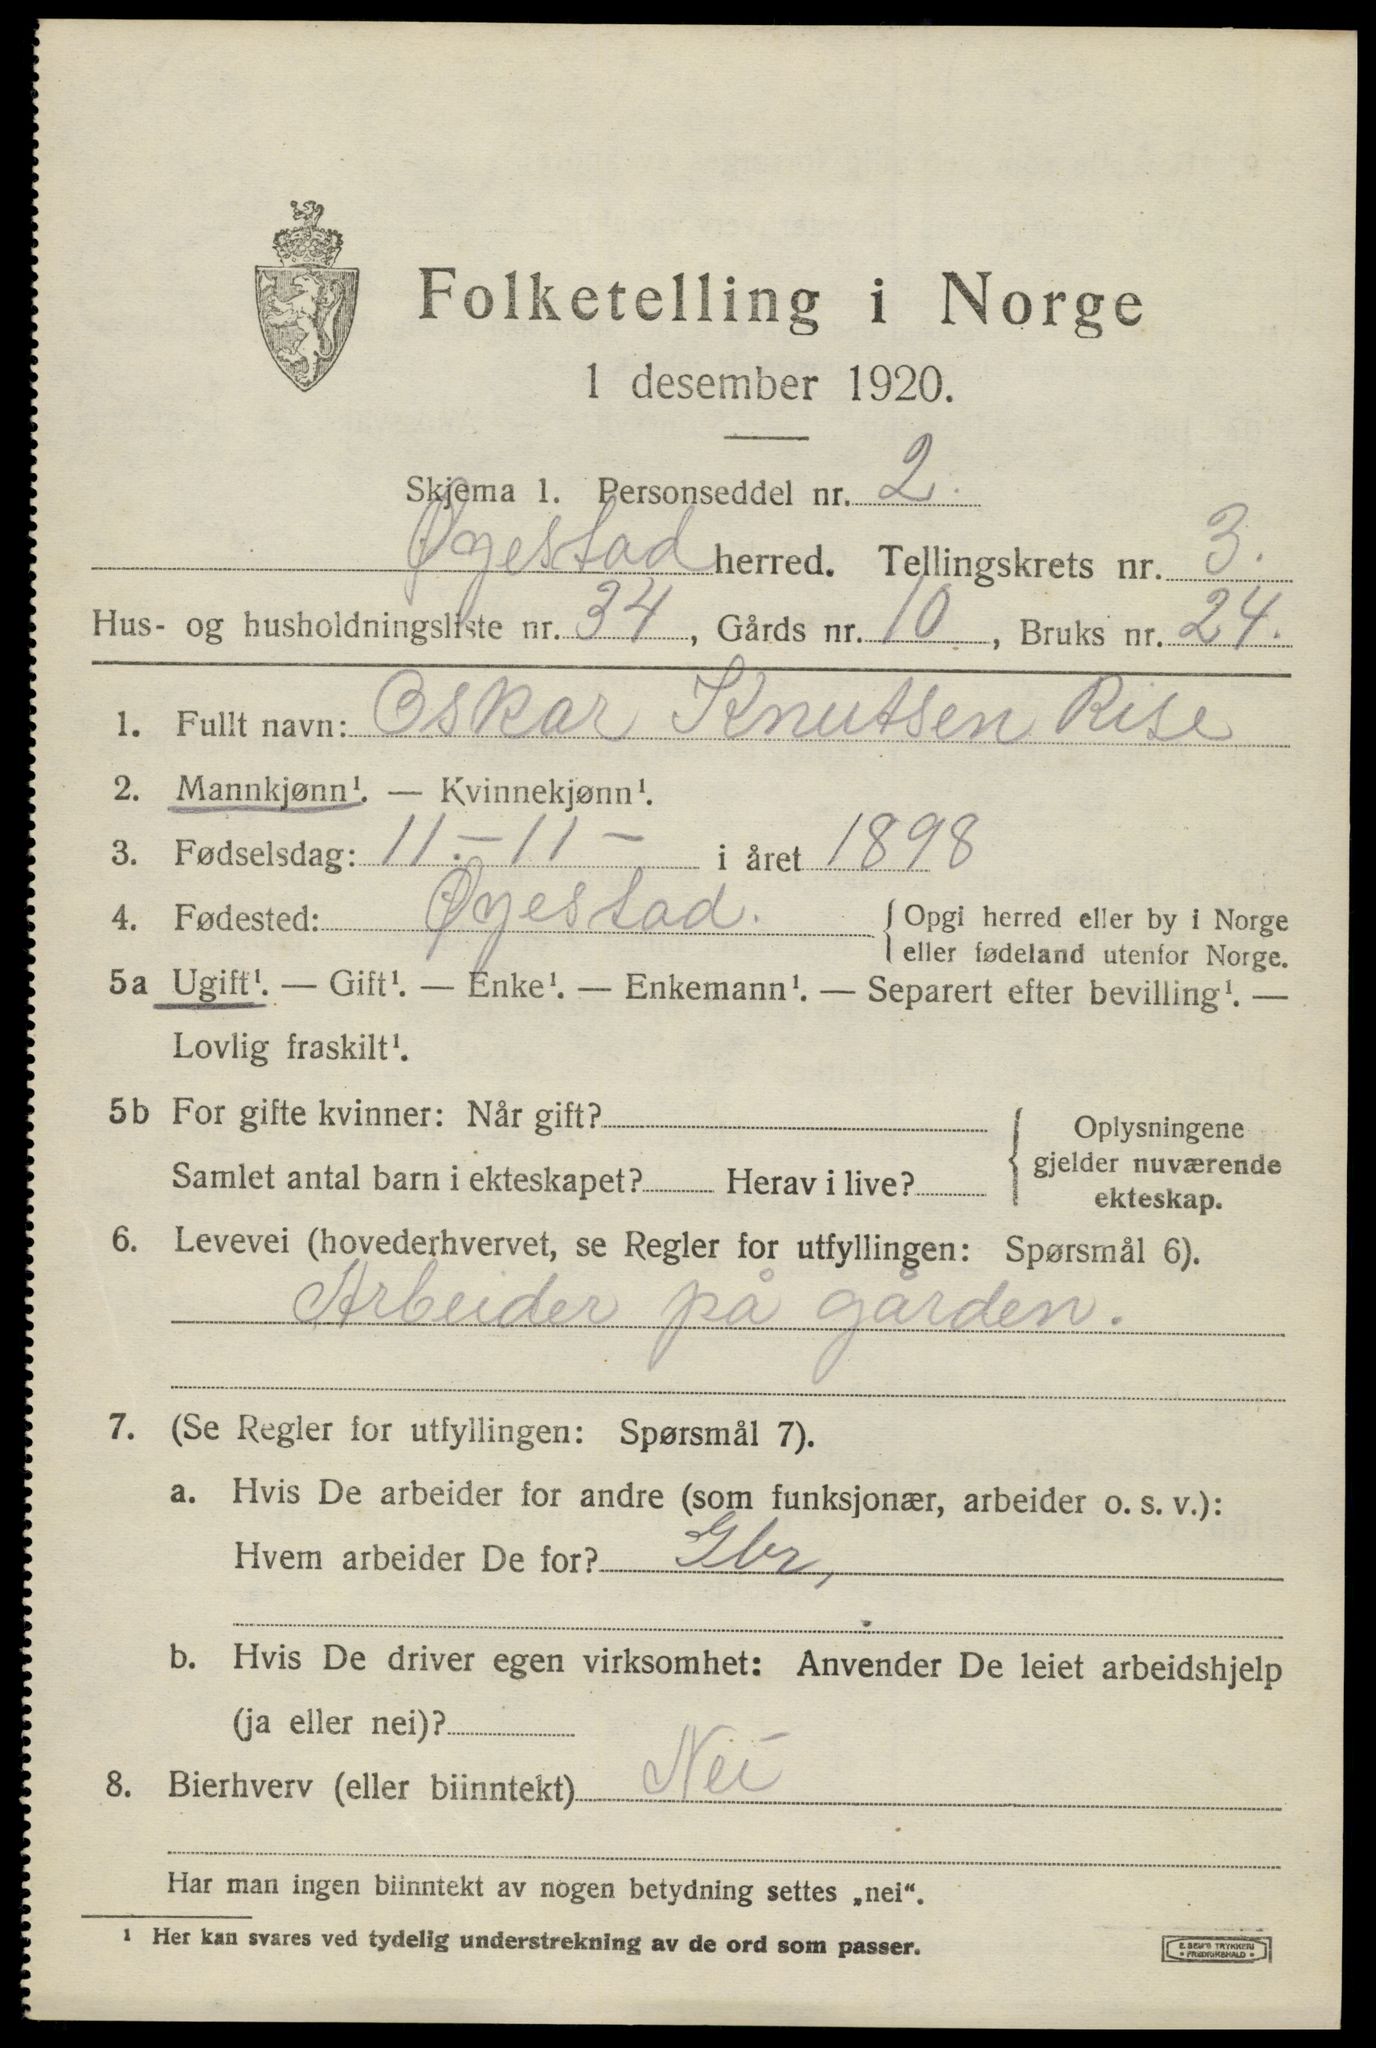 Folketelling i Norge
1 desember 1920.
Skjema 1. Personseddel nr. 2.
Øyestad herred. Tellingskrets nr. 3.
Hus- og husholdningsliste nr. 34, Gårds nr. 10, Bruks nr. 24.
1. Fullt navn: Oskar Knutsen Rise
2. Mannkjønn¹. — Kvinnekjønn¹.
3. Fødselsdag: 11.-11- i året 1898
4. Fødested: Øyestad. { Opgi herred eller by i Norge
eller fødeland utenfor Norge.
5a Ugift¹. — Gift¹. — Enke¹. — Enkemann¹. — Separert efter bevilling¹. —
Lovlig fraskilt¹.
5b For gifte kvinner: Når gift?
Samlet antal barn i ekteskapet? Herav i live?
{ Oplysningene
gjelder nuværende
ekteskap.
6. Levevei (hovederhvervet, se Regler for utfyllingen: Spørsmål 6).
Arbeider på gården.
7. (Se Regler for utfyllingen: Spørsmål 7).
a. Hvis De arbeider for andre (som funksjonær, arbeider o. s. v.):
Hvem arbeider De for? Gbr,
b. Hvis De driver egen virksomhet: Anvender De leiet arbeidshjelp
(ja eller nei)?
8. Bierhverv (eller biinntekt) Nei
Har man ingen biinntekt av nogen betydning settes „nei“.
¹ Her kan svares ved tydelig understrekning av de ord som passer.
E. SEM'S TRYKKERI
• FREDRIKSHALD •